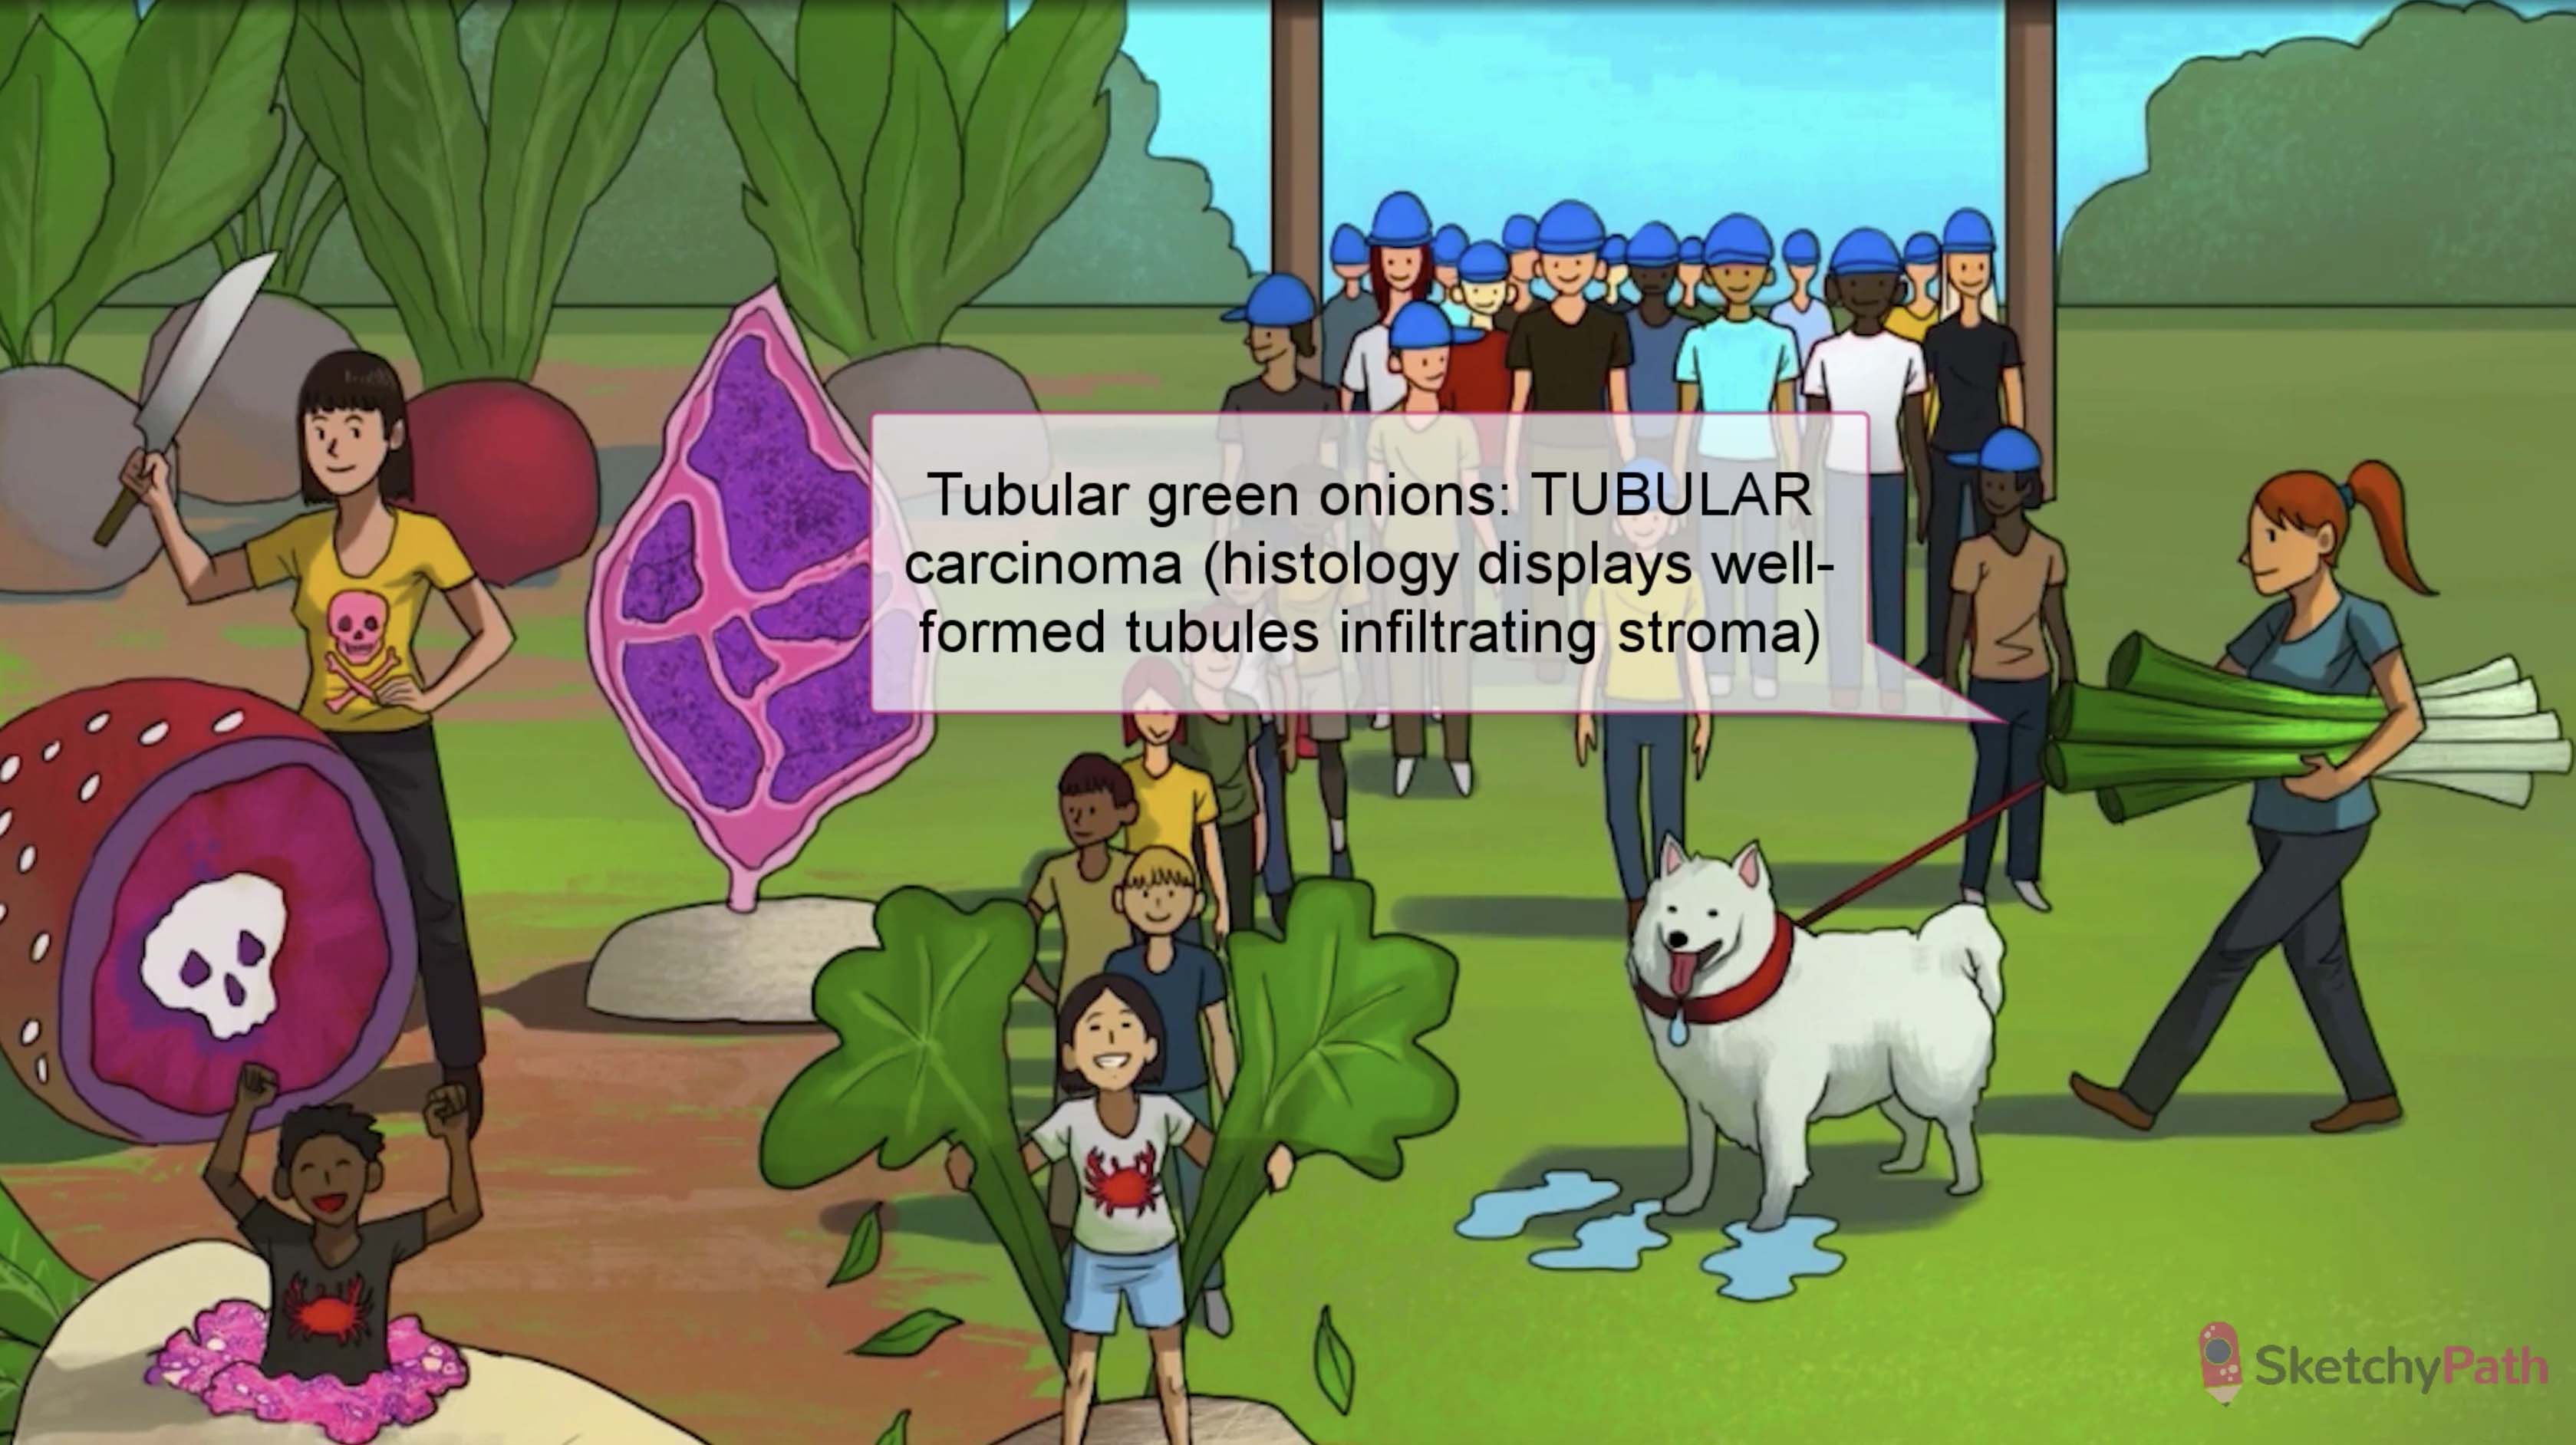 Tubular green onions: TUBULAR
carcinoma (histology displays well-
formed tubules infiltrating stroma)
SketchyPath